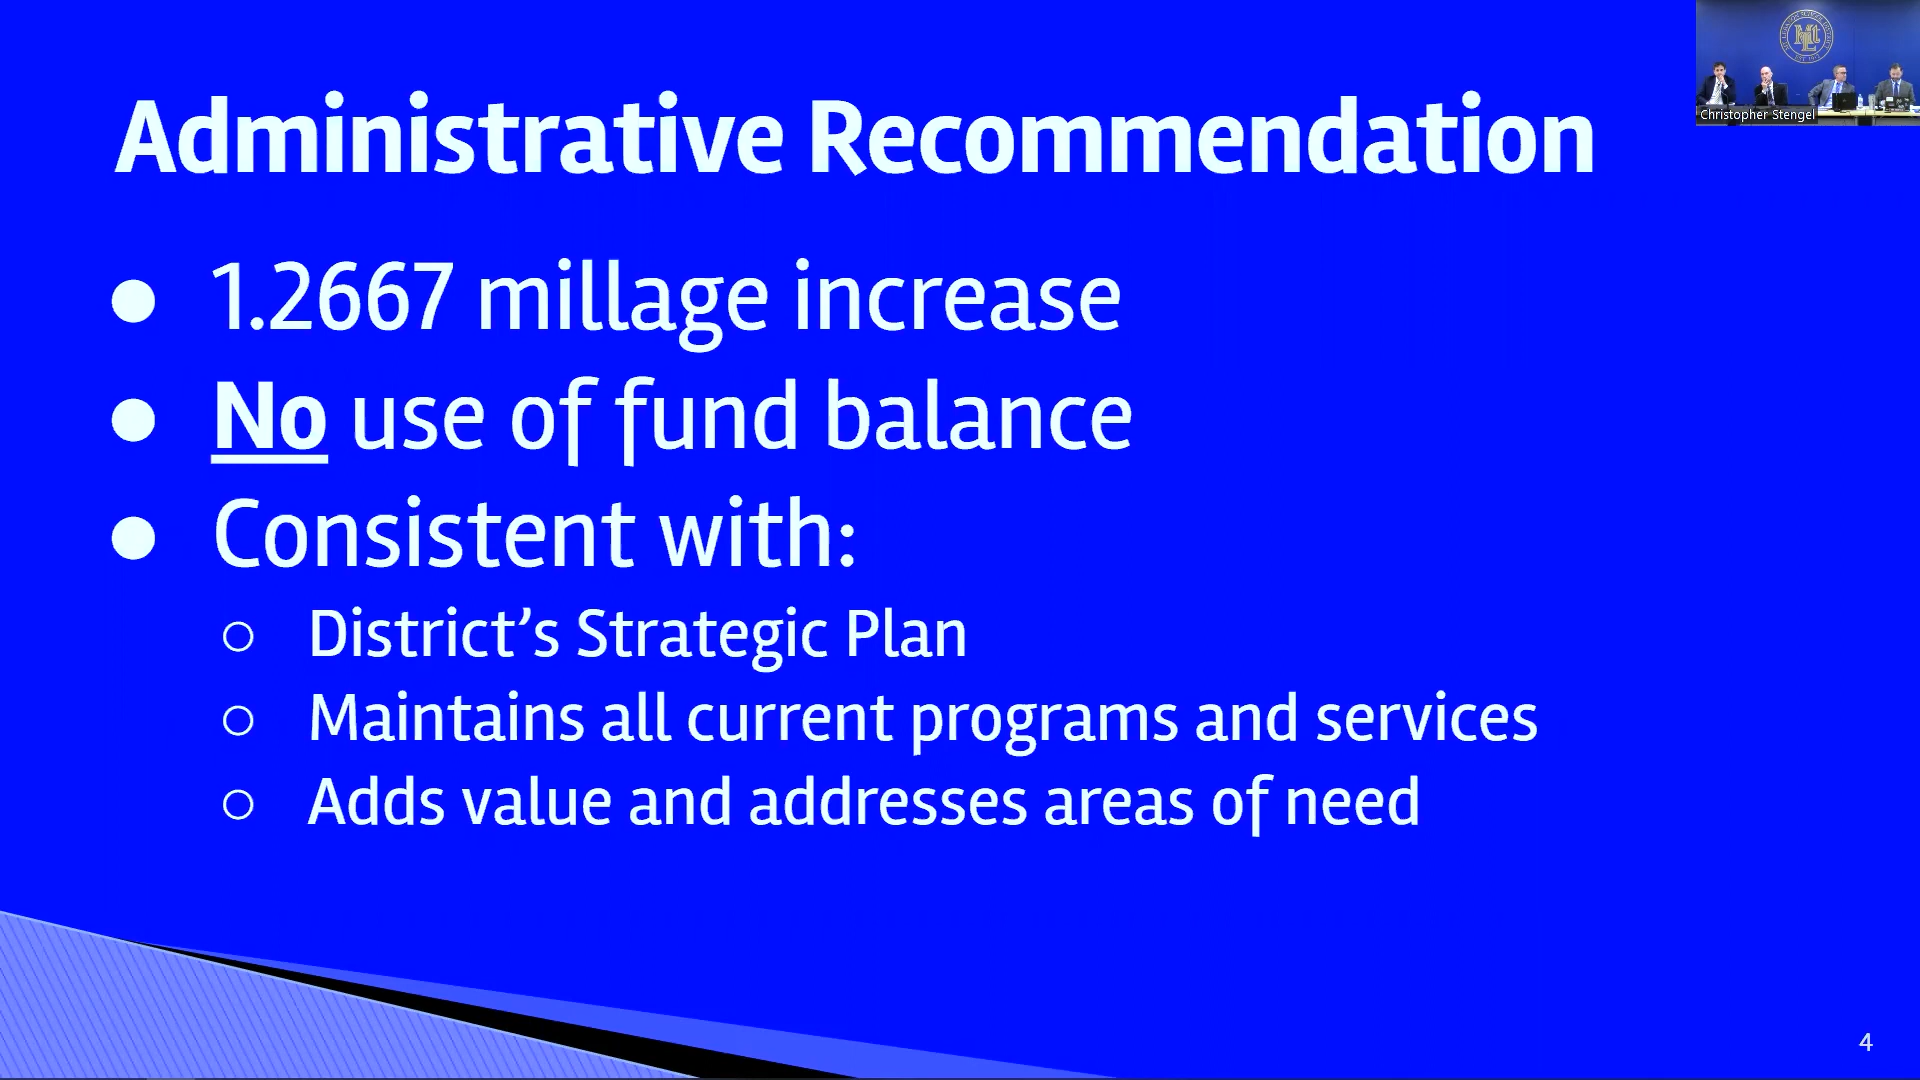 Administrative Recommendation
● 1.2667 millage increase
● No use of fund balance
● Consistent with:
○ District’s Strategic Plan
○ Maintains all current programs and services
○ Adds value and addresses areas of need
Christopher Stengel
4